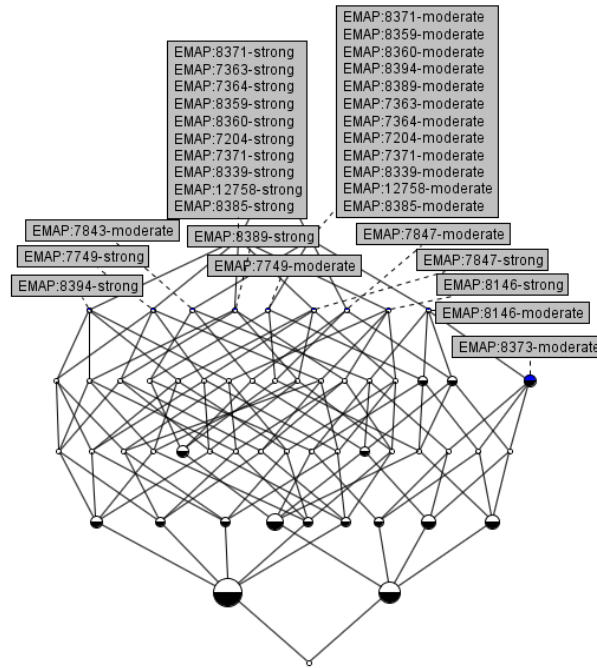 EMAP:8371-strong
EMAP:7363-strong
EMAP:7364-strong
EMAP:8359-strong
EMAP:8360-strong
EMAP:7204-strong
EMAP:7371-strong
EMAP:8339-strong
EMAP:12758-strong
EMAP:8385-strong
EMAP:8371-moderate
EMAP:8359-moderate
EMAP:8360-moderate
EMAP:8394-moderate
EMAP:8389-moderate
EMAP:7363-moderate
EMAP:7364-moderate
EMAP:7204-moderate
EMAP:7371-moderate
EMAP:8339-moderate
EMAP:12758-moderate
EMAP:8385-moderate
EMAP:7843-moderate
EMAP:8389-strong
EMAP:7847-moderate
EMAP:7749-strong
EMAP:7749-moderate
EMAP:7847-strong
EMAP:8394-strong
EMAP:8146-strong
EMAP:8146-moderate
EMAP:8373-moderate